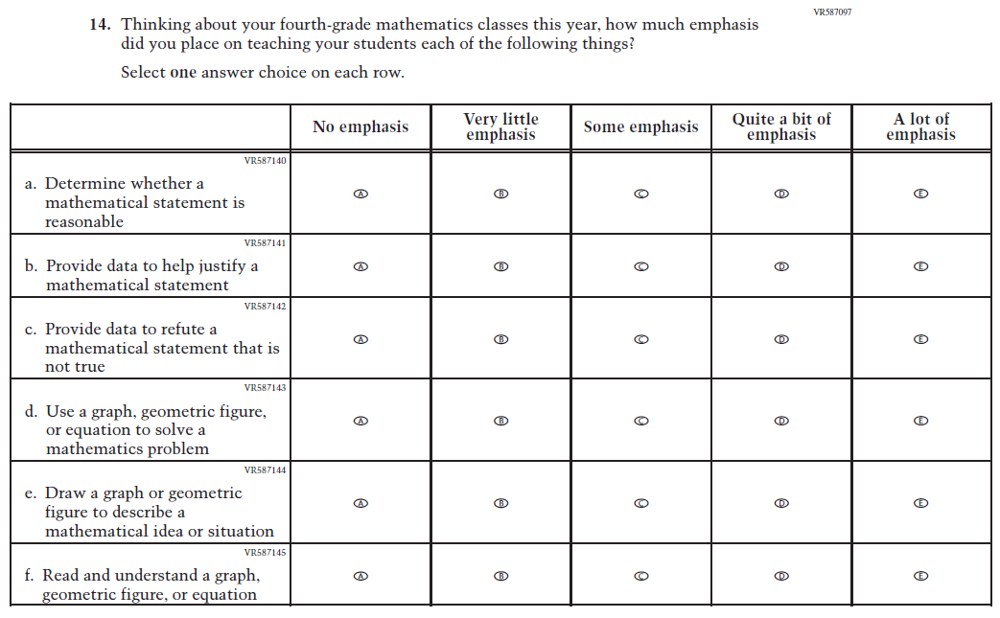 VR587097
14. Thinking about your fourth-grade mathematics classes this year, how much emphasis
did you place on teaching your students each of the following things?
Select one answer choice on each row.
No emphasis
Very little
emphasis
Some emphasis
Quite a bit of
emphasis
A lot of
emphasis
VR587140
a. Determine whether a
mathematical statement is
reasonable
A B C D E
VR587141
b. Provide data to help justify a
mathematical statement
A B C D E
VR587142
c. Provide data to refute a
mathematical statement that is
not true
A B C D E
VR587143
d. Use a graph, geometric figure,
or equation to solve a
mathematics problem
A B C D E
VR587144
e. Draw a graph or geometric
figure to describe a
mathematical idea or situation
A B C D E
VR587145
f. Read and understand a graph,
geometric figure, or equation
A B C D E